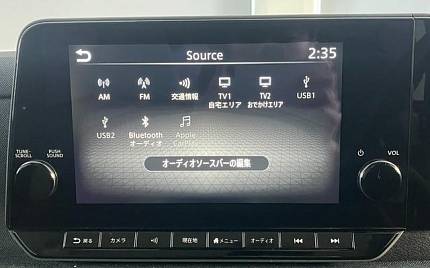 Source 2:35
AM FM 交通情報 TV1 TV2 USB1
自宅エリア おでかけエリア
USB2 Bluetooth Apple
オーディオ CarPlay
TUNE· PUSH
SCROLL SOUND
VOL
オーディオソースバーの編集
戻る カメラ 現在地 メニュー オーディオ